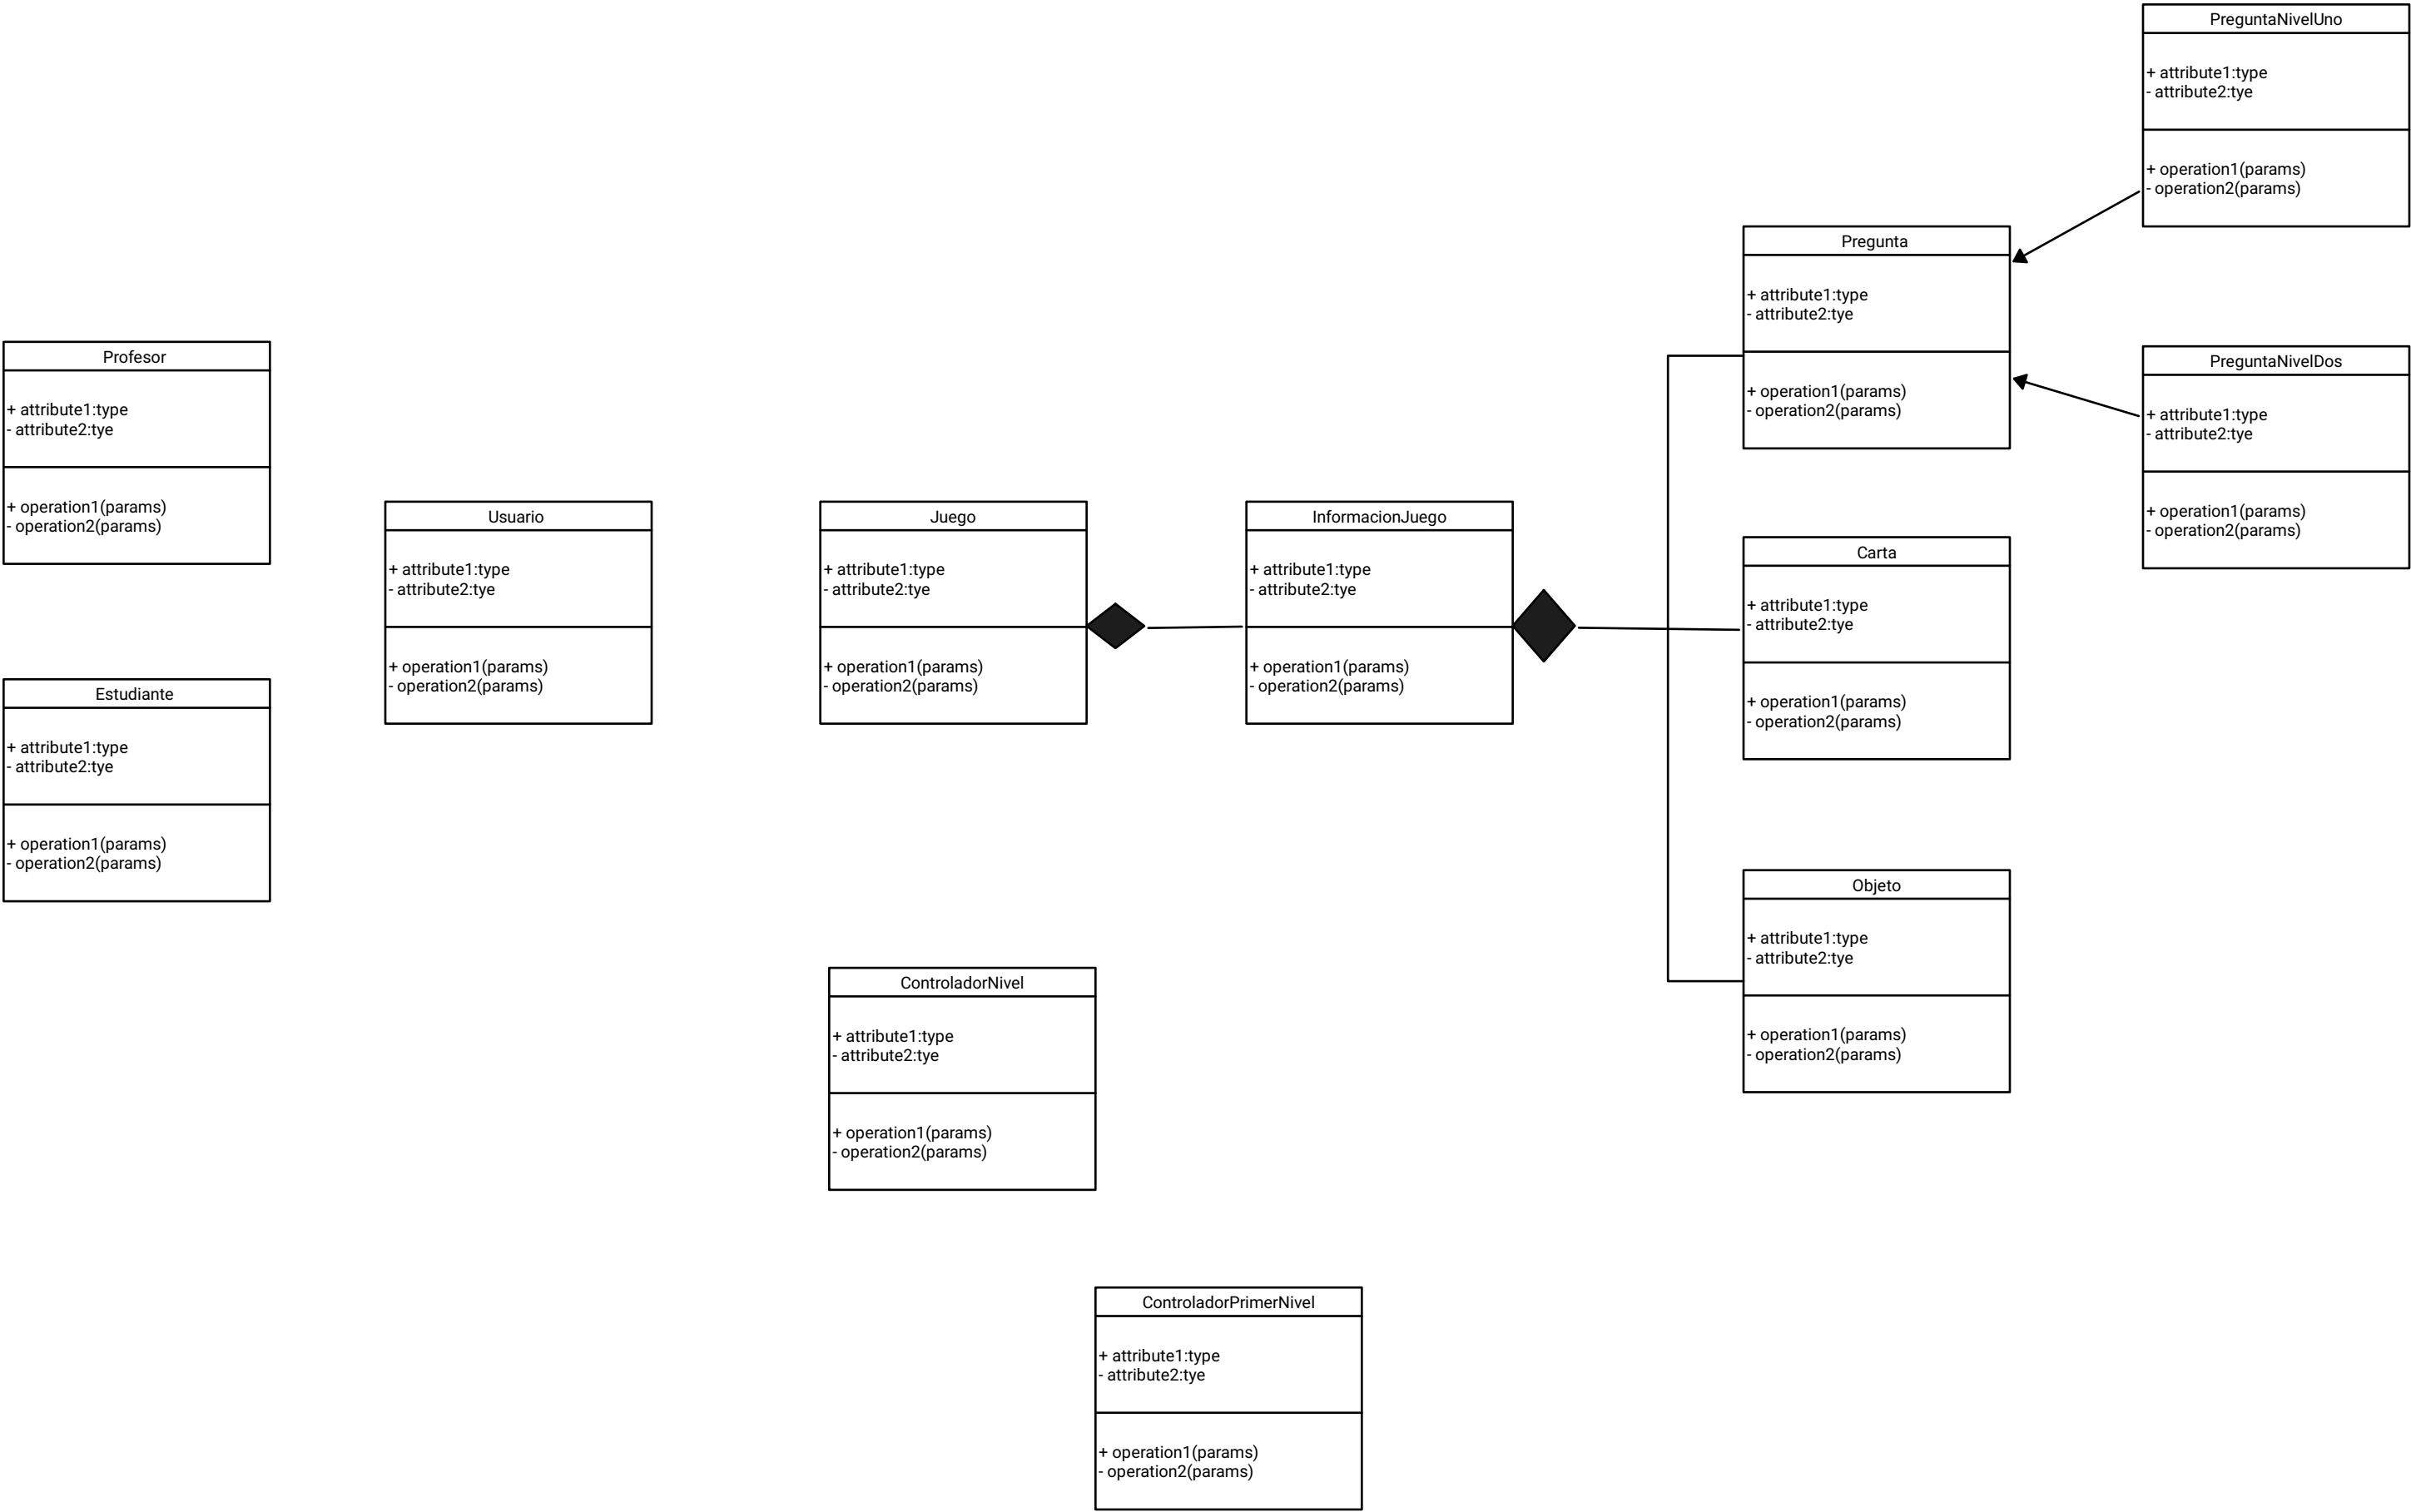 PreguntaNivelUno
+ attribute1:type
- attribute2:tye
+ operation1(params)
- operation2(params)
Pregunta
+ attribute1:type
- attribute2:tye
+ operation1(params)
- operation2(params)
Profesor
+ attribute1:type
- attribute2:tye
+ operation1(params)
- operation2(params)
PreguntaNivelDos
+ attribute1:type
- attribute2:tye
+ operation1(params)
- operation2(params)
Usuario
+ attribute1:type
- attribute2:tye
+ operation1(params)
- operation2(params)
Juego
+ attribute1:type
- attribute2:tye
+ operation1(params)
- operation2(params)
InformacionJuego
+ attribute1:type
- attribute2:tye
+ operation1(params)
- operation2(params)
Carta
+ attribute1:type
- attribute2:tye
+ operation1(params)
- operation2(params)
Estudiante
+ attribute1:type
- attribute2:tye
+ operation1(params)
- operation2(params)
Objeto
+ attribute1:type
- attribute2:tye
+ operation1(params)
- operation2(params)
ControladorNivel
+ attribute1:type
- attribute2:tye
+ operation1(params)
- operation2(params)
ControladorPrimerNivel
+ attribute1:type
- attribute2:tye
+ operation1(params)
- operation2(params)